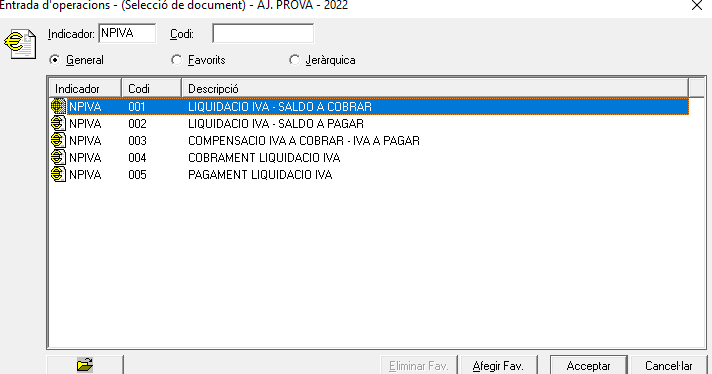 Entrada d'operacions - (Selecció de document) - AJ. PROVA - 2022
Indicador: NPIVA Codi:
General Favorits Jeràrquica
Indicador Codi Descripció
NPIVA 001 LIQUIDACIO IVA - SALDO A COBRAR
NPIVA 002 LIQUIDACIO IVA - SALDO A PAGAR
NPIVA 003 COMPENSACIO IVA A COBRAR - IVA A PAGAR
NPIVA 004 COBRAMENT LIQUIDACIO IVA
NPIVA 005 PAGAMENT LIQUIDACIO IVA
Eliminar Fav. Afegir Fav. Acceptar Cancel·lar